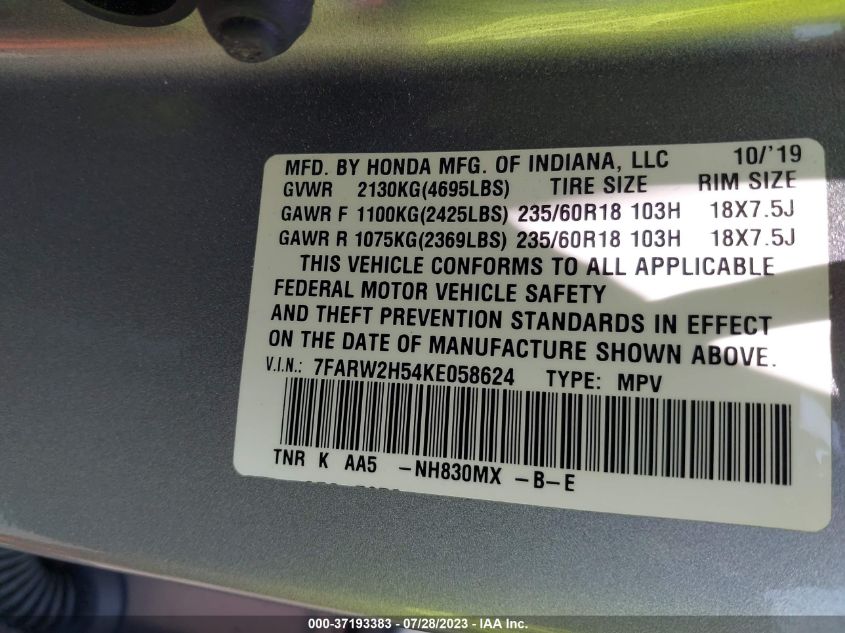 MFD. BY HONDA MFG. OF INDIANA, LLC 10/'19
GVWR 2130KG(4695LBS) TIRE SIZE RIM SIZE
GAWR F 1100KG(2425LBS) 235/60R18 103H 18X7.5J
GAWR R 1075KG(2369LBS) 235/60R18 103H 18X7.5J
THIS VEHICLE CONFORMS TO ALL APPLICABLE
FEDERAL MOTOR VEHICLE SAFETY
AND THEFT PREVENTION STANDARDS IN EFFECT
ON THE DATE OF MANUFACTURE SHOWN ABOVE.
V.I.N.: 7FARW2H54KE058624 TYPE: MPV
TNR K AA5 -NH830MX -B-E
000-37193383 - 07/28/2023 - IAA Inc.